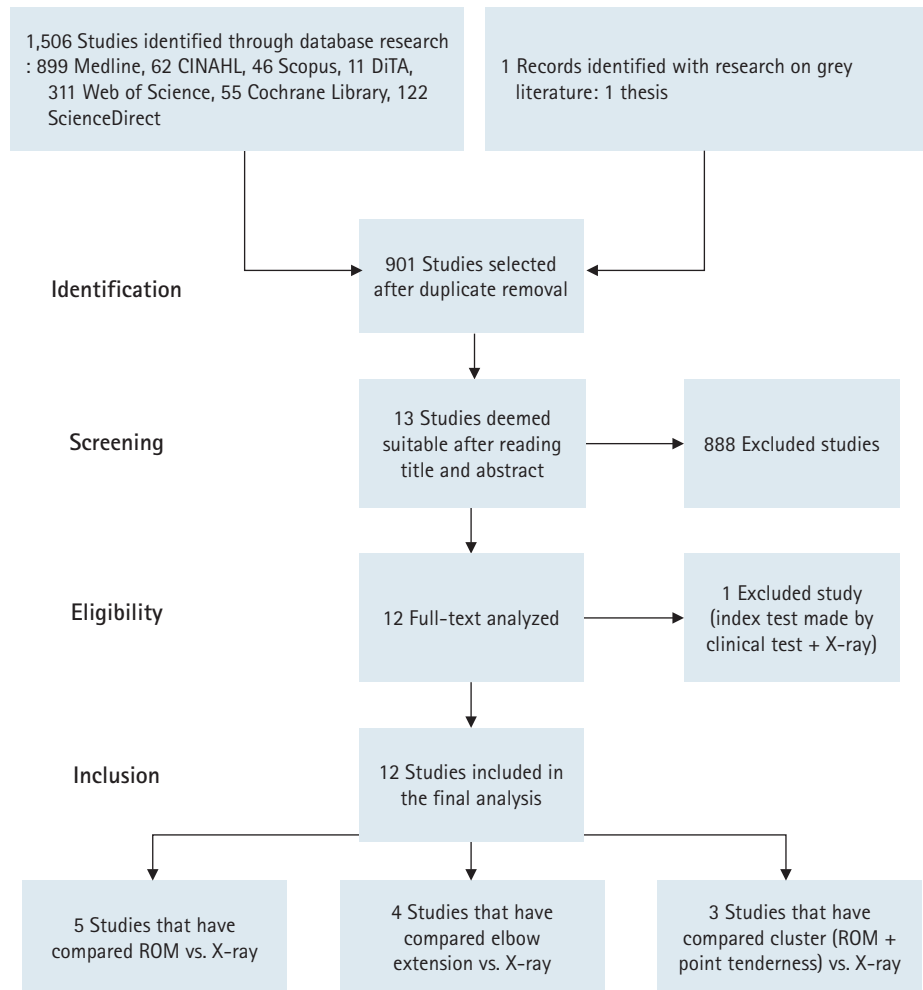 1,506 Studies identified through database research
: 899 Medline, 62 CINAHL, 46 Scopus, 11 DiTA,
311 Web of Science, 55 Cochrane Library, 122
ScienceDirect
1 Records identified with research on grey
literature: 1 thesis
Identification
901 Studies selected
after duplicate removal
Screening
13 Studies deemed
suitable after reading
title and abstract
888 Excluded studies
Eligibility
12 Full-text analyzed
1 Excluded study
(index test made by
clinical test + X-ray)
Inclusion
12 Studies included in
the final analysis
5 Studies that have
compared ROM vs. X-ray
4 Studies that have
compared elbow
extension vs. X-ray
3 Studies that have
compared cluster (ROM +
point tenderness) vs. X-ray